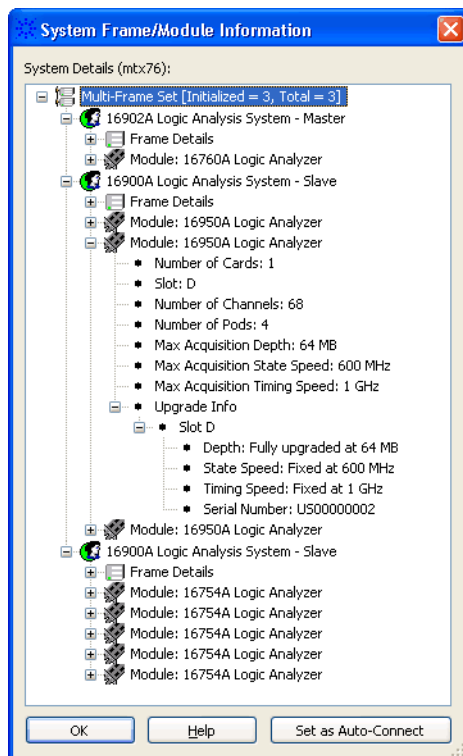 System Frame/Module Information
System Details (mtx76):
Multi-Frame Set [Initialized = 3, Total = 3]
16902A Logic Analysis System - Master
Frame Details
Module: 16760A Logic Analyzer
16900A Logic Analysis System - Slave
Frame Details
Module: 16950A Logic Analyzer
Module: 16950A Logic Analyzer
Number of Cards: 1
Slot: D
Number of Channels: 68
Number of Pods: 4
Max Acquisition Depth: 64 MB
Max Acquisition State Speed: 600 MHz
Max Acquisition Timing Speed: 1 GHz
Upgrade Info
Slot D
Depth: Fully upgraded at 64 MB
State Speed: Fixed at 600 MHz
Timing Speed: Fixed at 1 GHz
Serial Number: US00000002
Module: 16950A Logic Analyzer
16900A Logic Analysis System - Slave
Frame Details
Module: 16754A Logic Analyzer
Module: 16754A Logic Analyzer
Module: 16754A Logic Analyzer
Module: 16754A Logic Analyzer
Module: 16754A Logic Analyzer
OK Help Set as Auto-Connect